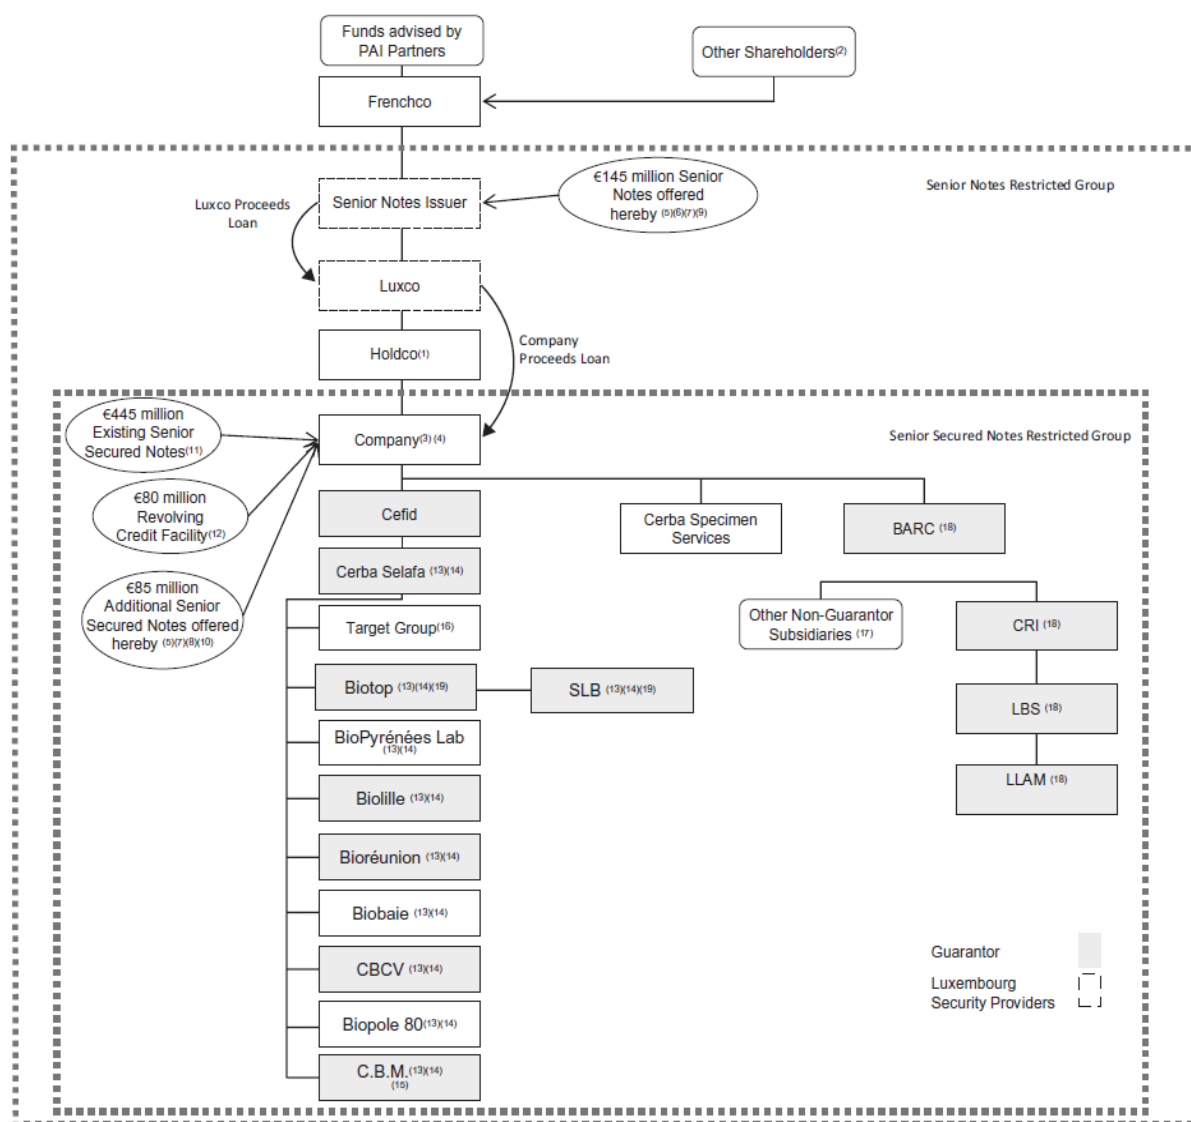 Funds advised by
PAI Partners
Other Shareholders(2)
Frenchco
Senior Notes Restricted Group
€145 million Senior
Notes offered
hereby (5)(6)(7)(9)
Senior Notes Issuer
Luxco Proceeds
Loan
Luxco
Company
Proceeds Loan
Holdco(1)
€445 million
Existing Senior
Secured Notes(11)
Company(3) (4)
Senior Secured Notes Restricted Group
€80 million
Revolving
Credit Facility(12)
Cefid
Cerba Specimen
Services
BARC (18)
Cerba Selafa (13)(14)
€85 million
Additional Senior
Secured Notes offered
hereby (5)(7)(8)(10)
Target Group(16)
Other Non-Guarantor
Subsidiaries (17)
CRI (18)
Biotop (13)(14)(19)
SLB (13)(14)(19)
LBS (18)
BioPyrénées Lab
(13)(14)
LLAM (18)
Biolille (13)(14)
Bioréunion (13)(14)
Biobaie (13)(14)
CBCV (13)(14)
Guarantor
Luxembourg
Security Providers
Biopole 80(13)(14)
C.B.M.(13)(14)
(15)